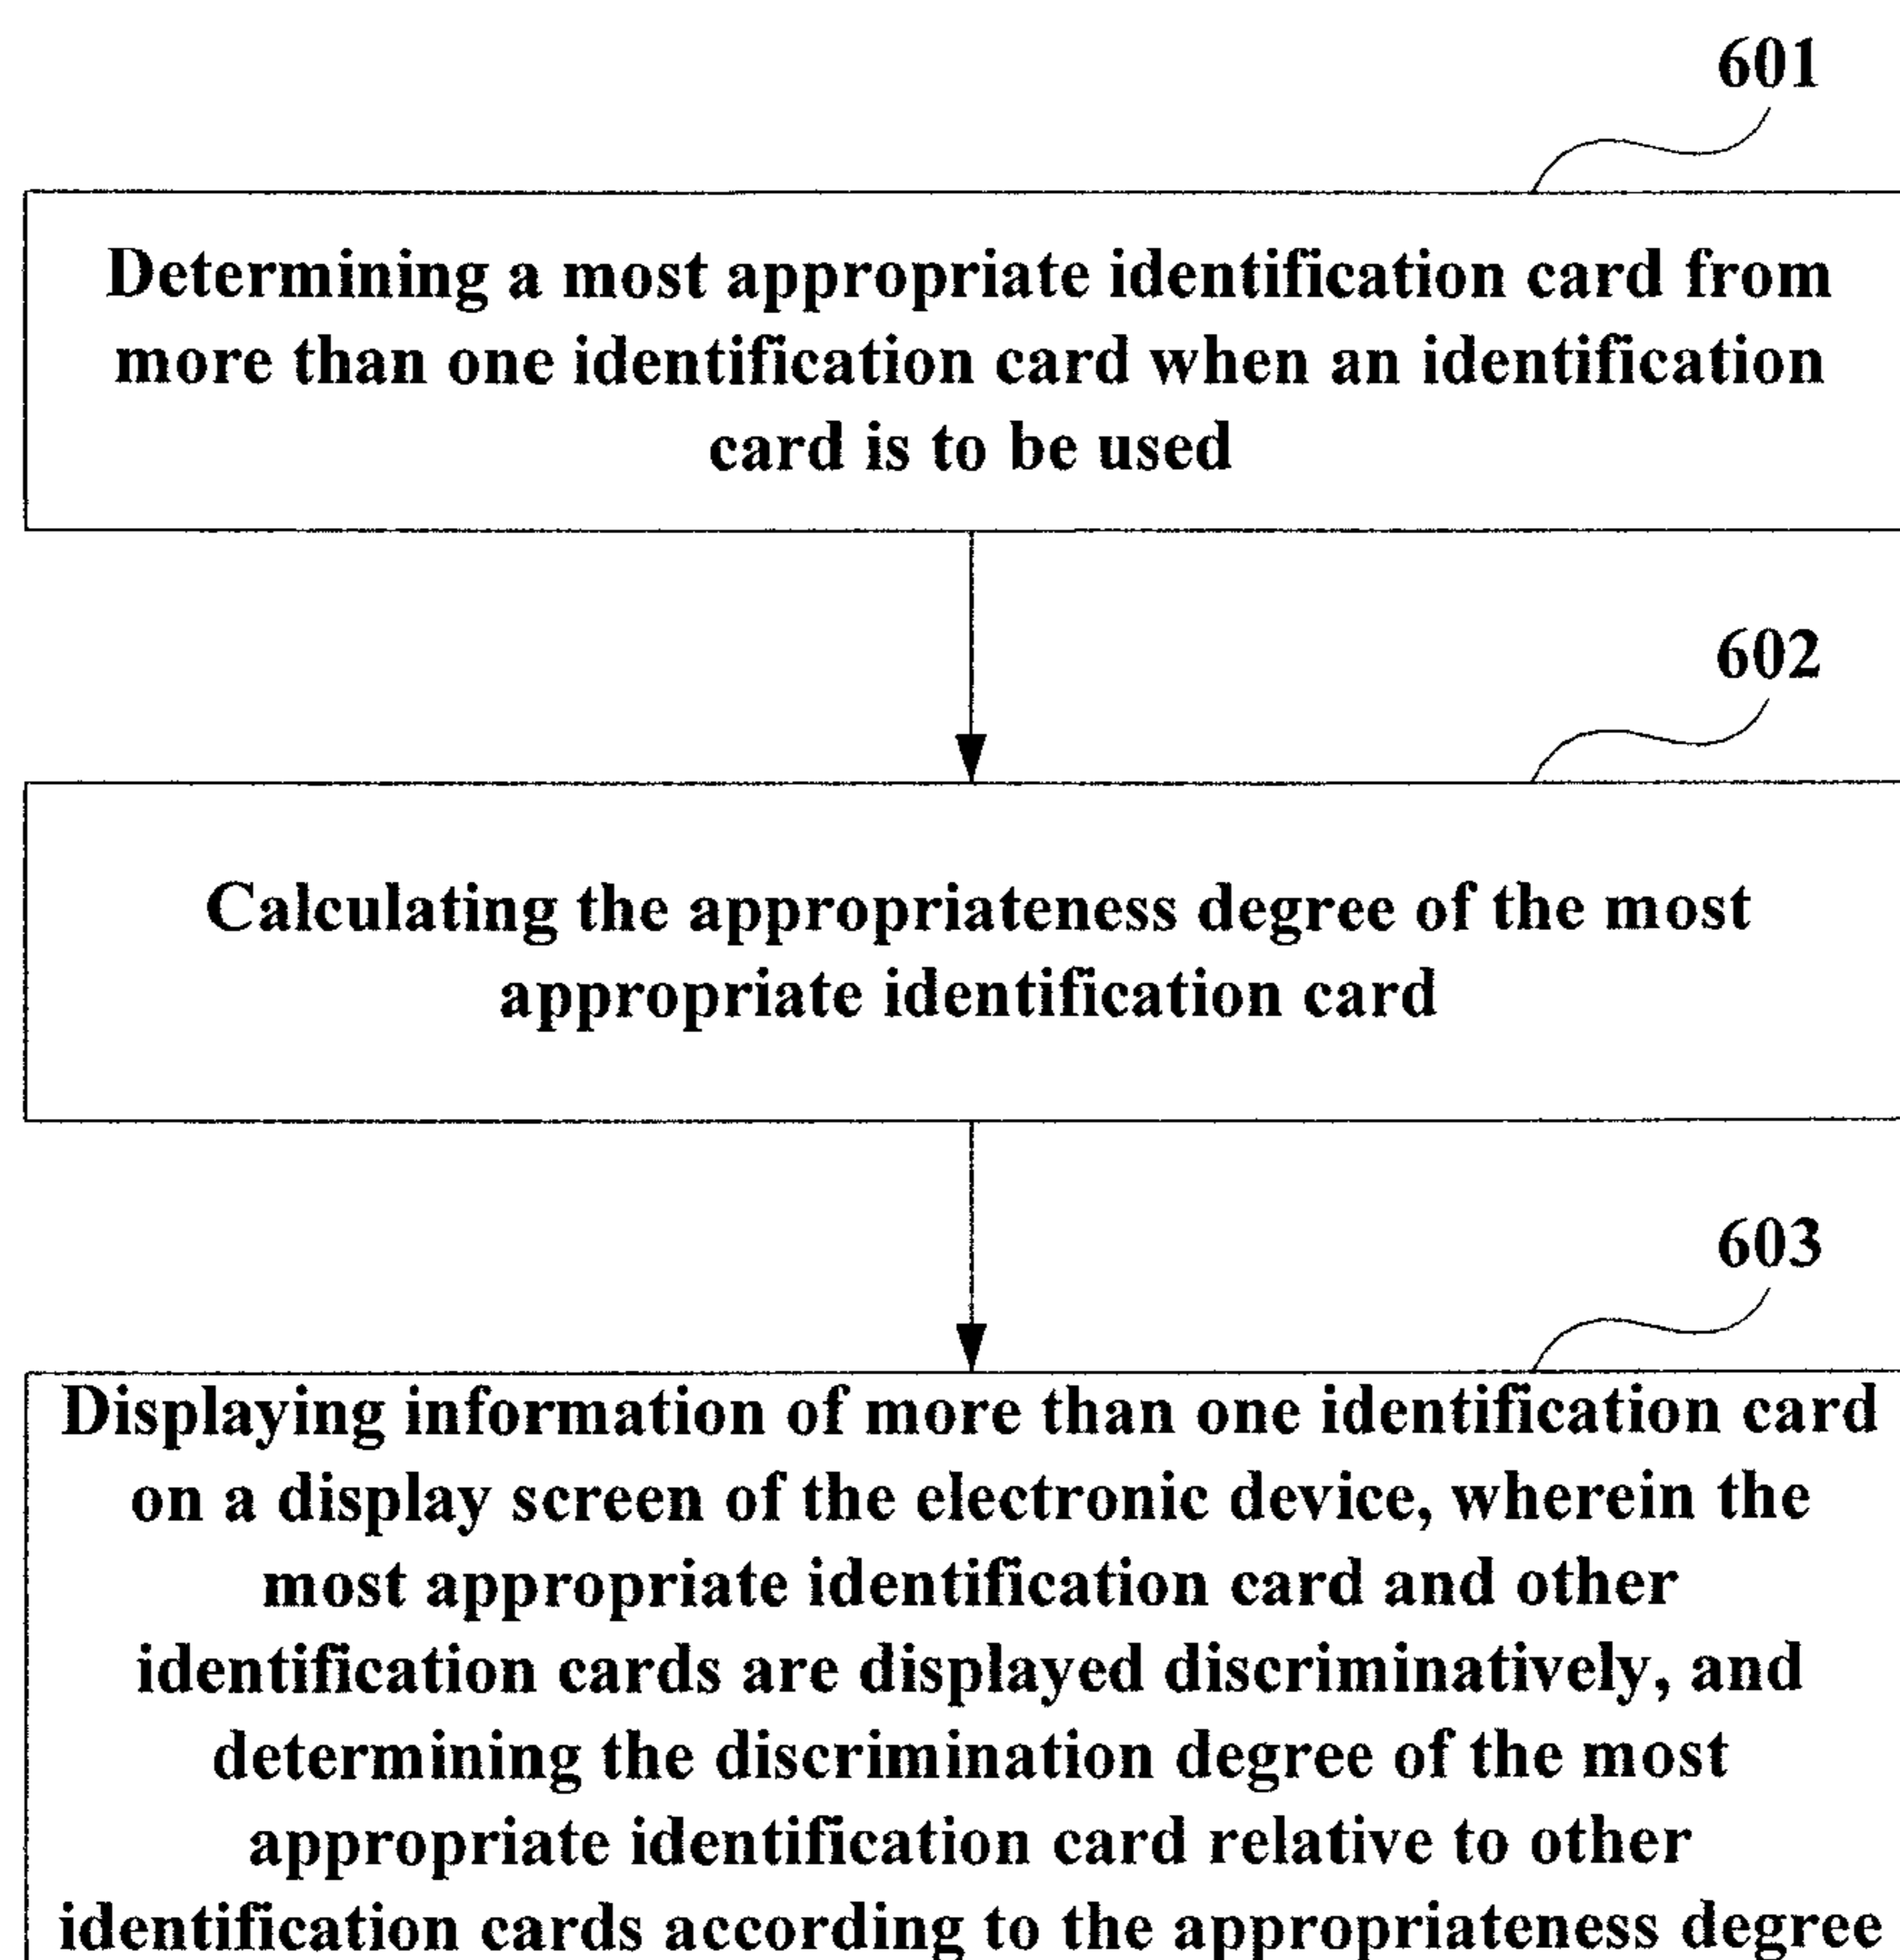 601
Determining a most appropriate identification card from
more than one identification card when an identification
card is to be used
602
Calculating the appropriateness degree of the most
appropriate identification card
603
Displaying information of more than one identification card
on a display screen of the electronic device, wherein the
most appropriate identification card and other
identification cards are displayed discriminatively, and
determining the discrimination degree of the most
appropriate identification card relative to other
identification cards according to the appropriateness degree